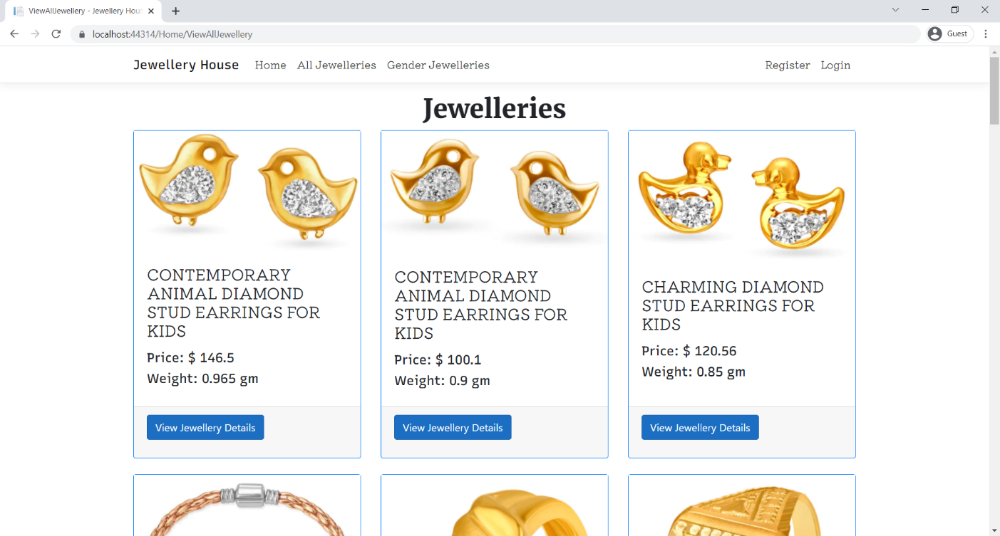 ViewAllJewellery - Jewellery Hous
localhost:44314/Home/ViewAllJewellery
Guest
Jewellery House Home All Jewelleries Gender Jewelleries Register Login
Jewelleries
CONTEMPORARY
ANIMAL DIAMOND
STUD EARRINGS FOR
KIDS
Price: $ 146.5
Weight: 0.965 gm
View Jewellery Details
CONTEMPORARY
ANIMAL DIAMOND
STUD EARRINGS FOR
KIDS
Price: $ 100.1
Weight: 0.9 gm
View Jewellery Details
CHARMING DIAMOND
STUD EARRINGS FOR
KIDS
Price: $ 120.56
Weight: 0.85 gm
View Jewellery Details